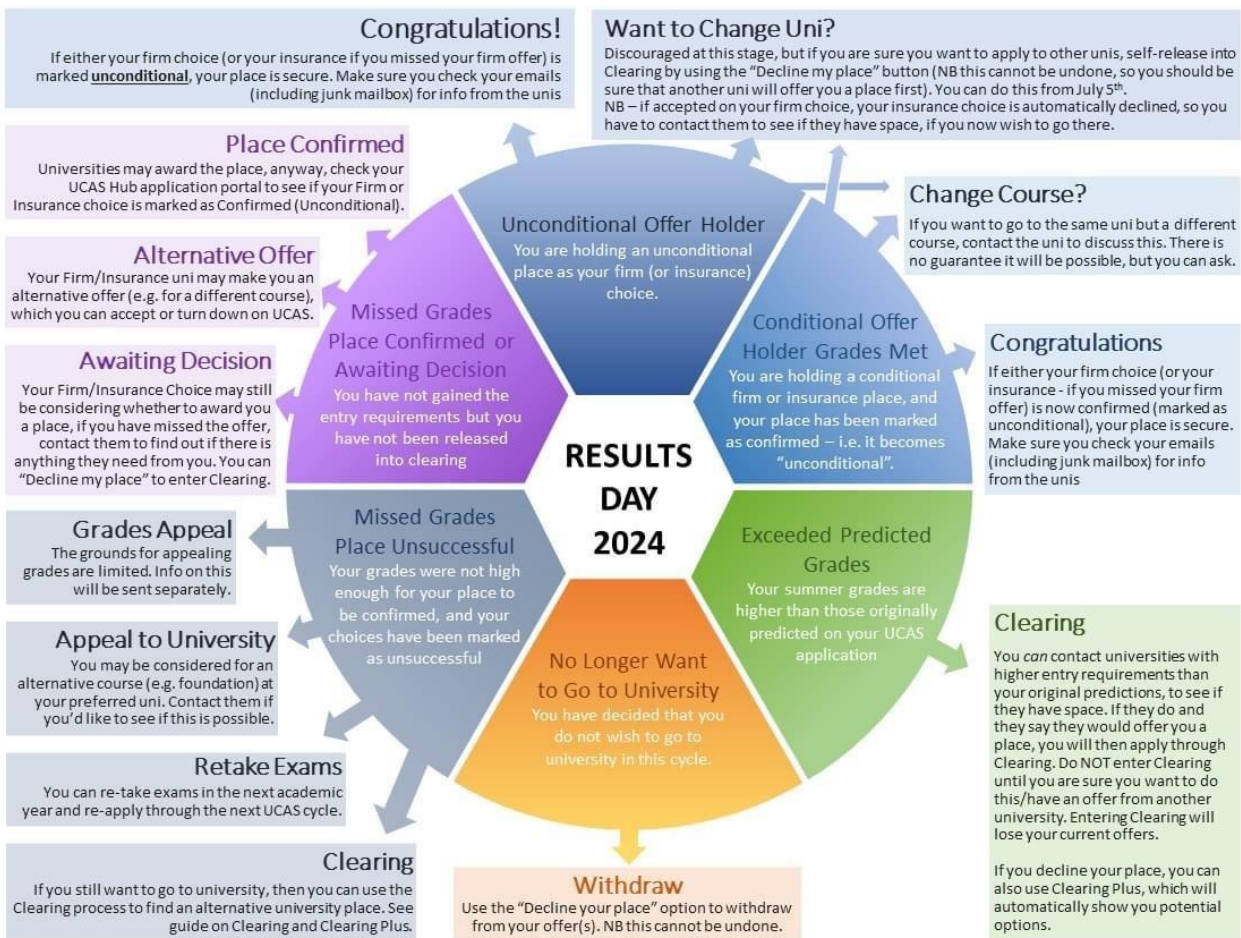 Congratulations!
If either your firm choice (or your insurance if you missed your firm offer) is
marked unconditional, your place is secure. Make sure you check your emails
(including junk mailbox) for info from the unis
Want to Change Uni?
Discouraged at this stage, but if you are sure you want to apply to other unis, self-release into
Clearing by using the “Decline my place” button (NB this cannot be undone, so you should be
sure that another uni will offer you a place first). You can do this from July 5th.
NB – if accepted on your firm choice, your insurance choice is automatically declined, so you
have to contact them to see if they have space, if you now wish to go there.
Place Confirmed
Universities may award the place, anyway, check your
UCAS Hub application portal to see if your Firm or
Insurance choice is marked as Confirmed (Unconditional).
Change Course?
If you want to go to the same uni but a different
course, contact the uni to discuss this. There is
no guarantee it will be possible, but you can ask.
Alternative Offer
Your Firm/Insurance uni may make you an
alternative offer (e.g. for a different course),
which you can accept or turn down on UCAS.
Awaiting Decision
Your Firm/Insurance Choice may still
be considering whether to award you
a place, if you have missed the offer,
contact them to find out if there is
anything they need from you. You can
“Decline my place” to enter Clearing.
Congratulations
If either your firm choice (or your
insurance - if you missed your firm
offer) is now confirmed (marked as
unconditional), your place is secure.
Make sure you check your emails
(including junk mailbox) for info
from the unis
Unconditional Offer Holder
You are holding an unconditional
place as your firm (or insurance)
choice.
Missed Grades
Place Confirmed or
Awaiting Decision
You have not gained the
entry requirements but you
have not been released
into clearing
Conditional Offer
Holder Grades Met
You are holding a conditional
firm or insurance place, and
your place has been marked
as confirmed – i.e. it becomes
“unconditional”.
RESULTS
DAY
2024
Missed Grades
Place Unsuccessful
Your grades were not high
enough for your place to
be confirmed, and your
choices have been marked
as unsuccessful
Exceeded Predicted
Grades
Your summer grades are
higher than those originally
predicted on your UCAS
application
No Longer Want
to Go to University
You have decided that you
do not wish to go to
university in this cycle.
Grades Appeal
The grounds for appealing
grades are limited. Info on this
will be sent separately.
Appeal to University
You may be considered for an
alternative course (e.g. foundation) at
your preferred uni. Contact them if
you’d like to see if this is possible.
Retake Exams
You can re-take exams in the next academic
year and re-apply through the next UCAS cycle.
Clearing
If you still want to go to university, then you can use the
Clearing process to find an alternative university place. See
guide on Clearing and Clearing Plus.
Withdraw
Use the “Decline your place” option to withdraw
from your offer(s). NB this cannot be undone.
Clearing
You can contact universities with
higher entry requirements than
your original predictions, to see if
they have space. If they do and
they say they would offer you a
place, you will then apply through
Clearing. Do NOT enter Clearing
until you are sure you want to do
this/have an offer from another
university. Entering Clearing will
lose your current offers.
If you decline your place, you can
also use Clearing Plus, which will
automatically show you potential
options.